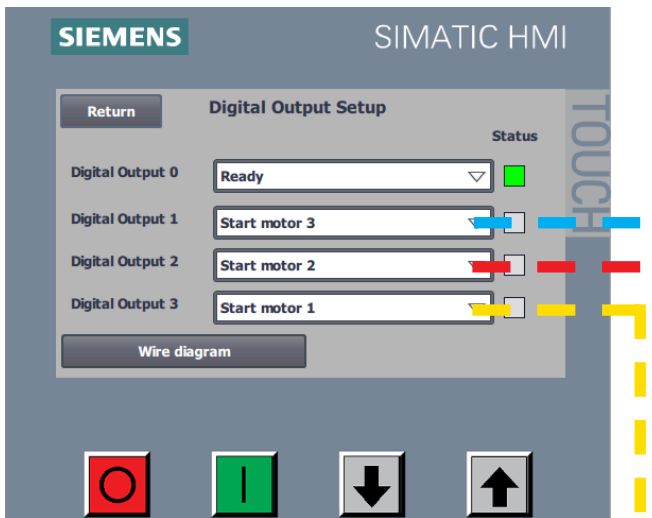 SIEMENS
SIMATIC HMI
TOUCH
Return
Digital Output Setup
Status
Digital Output 0
Ready
Digital Output 1
Start motor 3
Digital Output 2
Start motor 2
Digital Output 3
Start motor 1
Wire diagram